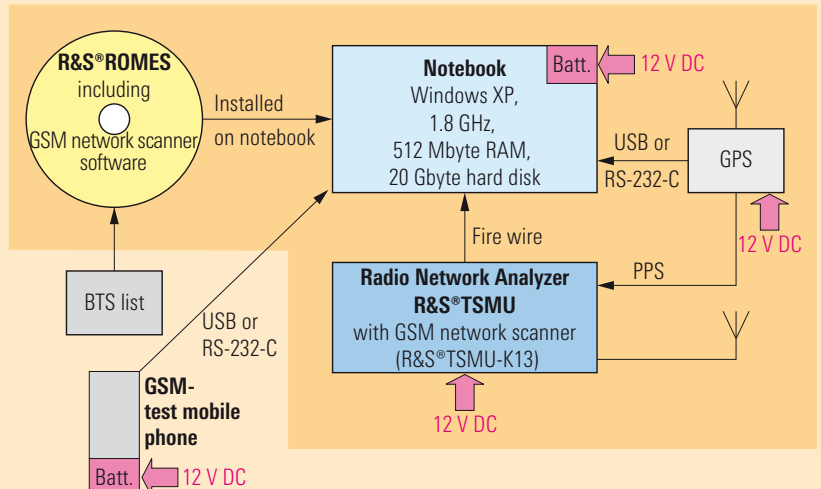 R&S®ROMES
including
GSM network scanner
software
Installed
on notebook
Notebook
Windows XP,
1.8 GHz,
512 Mbyte RAM,
20 Gbyte hard disk
Batt.
12 V DC
USB or
RS-232-C
GPS
12 V DC
Fire wire
PPS
BTS list
Radio Network Analyzer
R&S®TSMU
with GSM network scanner
(R&S®TSMU-K13)
12 V DC
USB or
RS-232-C
GSM-
test mobile
phone
Batt.
12 V DC